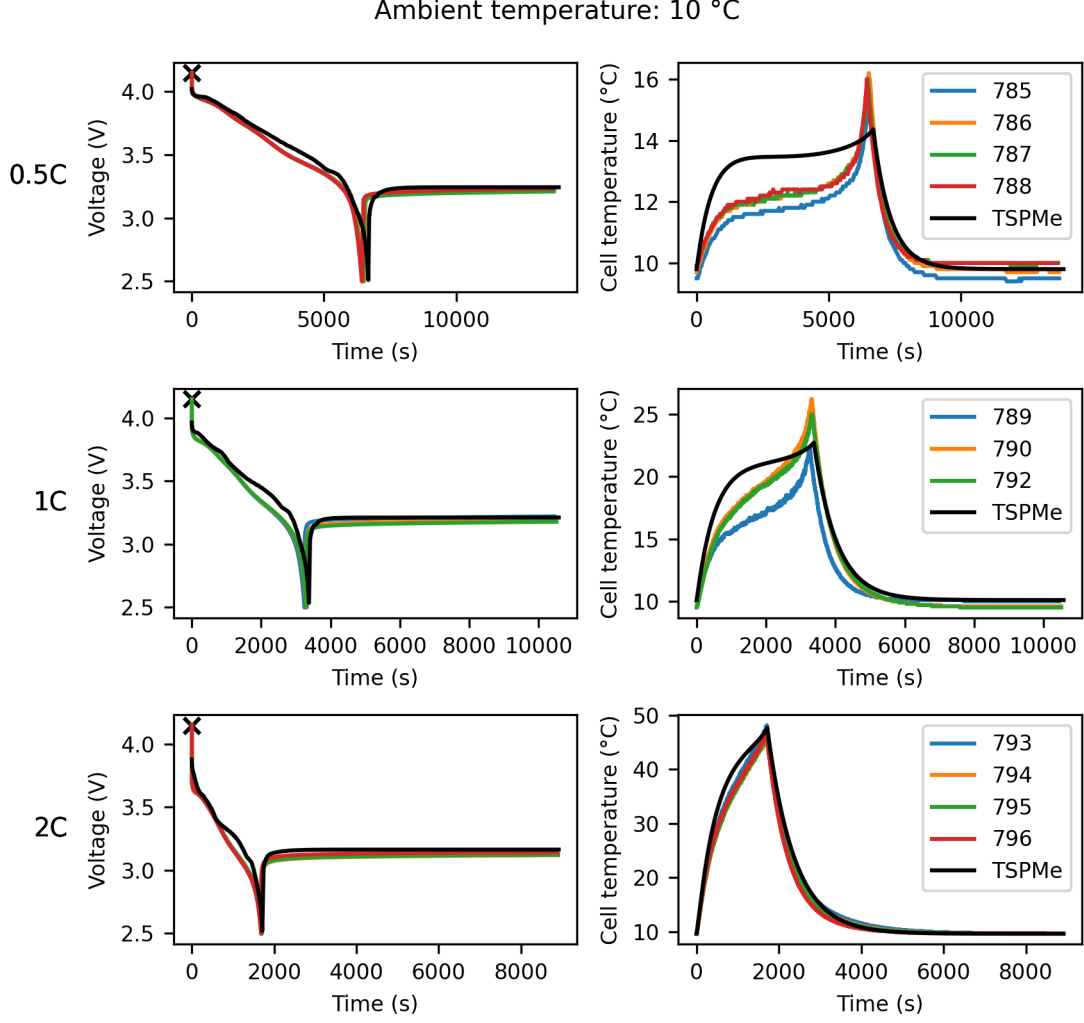 Ambient temperature: 10 °C
0.5C
Voltage (V)
4.0
3.5
3.0
2.5
0 5000 10000
Time (s)
Cell temperature (°C)
16
14
12
10
0 5000 10000
Time (s)
785
786
787
788
TSPMe
1C
Voltage (V)
4.0
3.5
3.0
2.5
0 2000 4000 6000 8000 10000
Time (s)
Cell temperature (°C)
25
20
15
10
0 2000 4000 6000 8000 10000
Time (s)
789
790
792
TSPMe
2C
Voltage (V)
4.0
3.5
3.0
2.5
0 2000 4000 6000 8000
Time (s)
Cell temperature (°C)
50
40
30
20
10
0 2000 4000 6000 8000
Time (s)
793
794
795
796
TSPMe